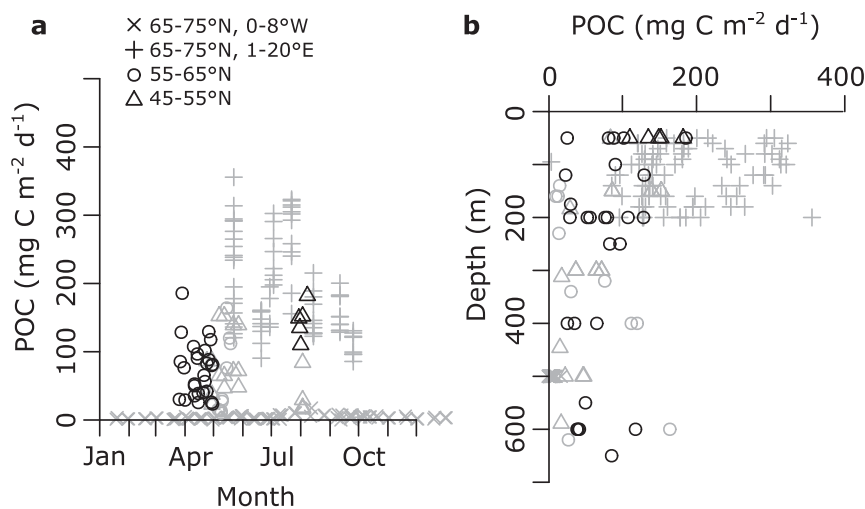 a
× 65-75°N, 0-8°W
+ 65-75°N, 1-20°E
○ 55-65°N
△ 45-55°N
POC (mg C m⁻² d⁻¹)
400
300
200
100
0
Jan Apr Jul Oct
Month
b
POC (mg C m⁻² d⁻¹)
0 200 400
Depth (m)
0
200
400
600